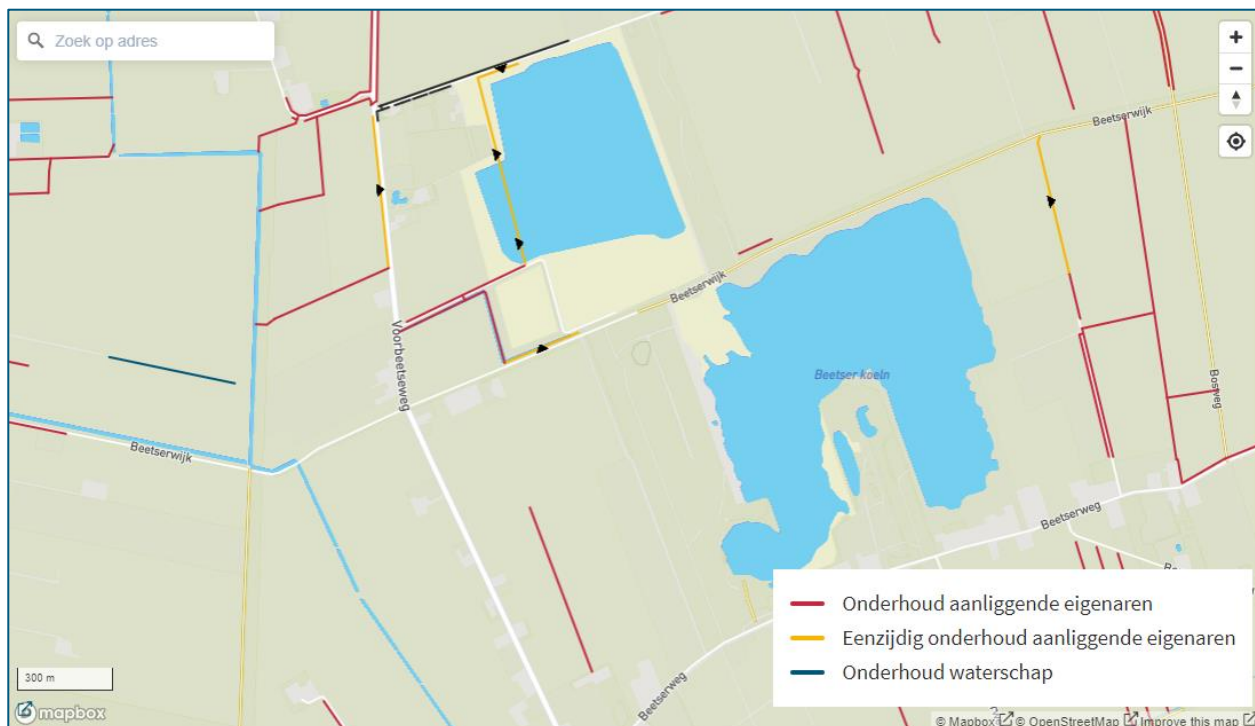 Zoek op adres
+
−
Beetserwijk
Beetserwijk
Voorbeetseweg
Beetser koeln
Bosweg
Beetserwijk
Beetserweg
Onderhoud aanliggende eigenaren
Eenzijdig onderhoud aanliggende eigenaren
Onderhoud waterschap
Beetserweg
300 m
mapbox
© Mapbox © OpenStreetMap Improve this map